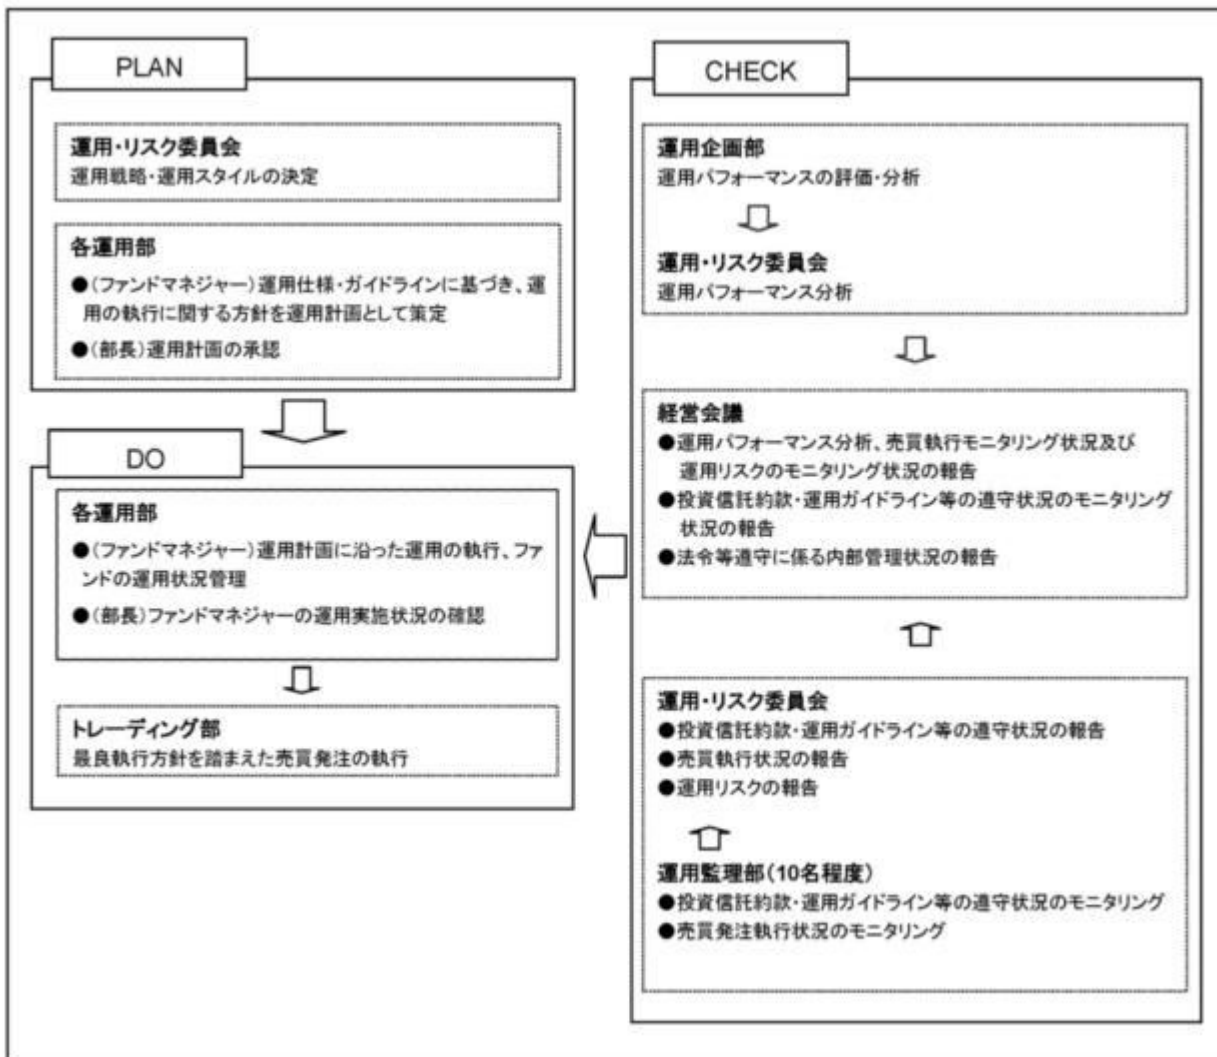 PLAN
運用・リスク委員会
運用戦略・運用スタイルの決定
各運用部
●(ファンドマネジャー)運用仕様・ガイドラインに基づき、運
用の執行に関する方針を運用計画として策定
●(部長)運用計画の承認
DO
各運用部
●(ファンドマネジャー)運用計画に沿った運用の執行、ファ
ンドの運用状況管理
●(部長)ファンドマネジャーの運用実施状況の確認
トレーディング部
最良執行方針を踏まえた売買発注の執行
CHECK
運用企画部
運用パフォーマンスの評価・分析
運用・リスク委員会
運用パフォーマンス分析
経営会議
●運用パフォーマンス分析、売買執行モニタリング状況及び
運用リスクのモニタリング状況の報告
●投資信託約款・運用ガイドライン等の遵守状況のモニタリング
状況の報告
●法令等遵守に係る内部管理状況の報告
運用・リスク委員会
●投資信託約款・運用ガイドライン等の遵守状況の報告
●売買執行状況の報告
●運用リスクの報告
運用監理部(10名程度)
●投資信託約款・運用ガイドライン等の遵守状況のモニタリング
●売買発注執行状況のモニタリング